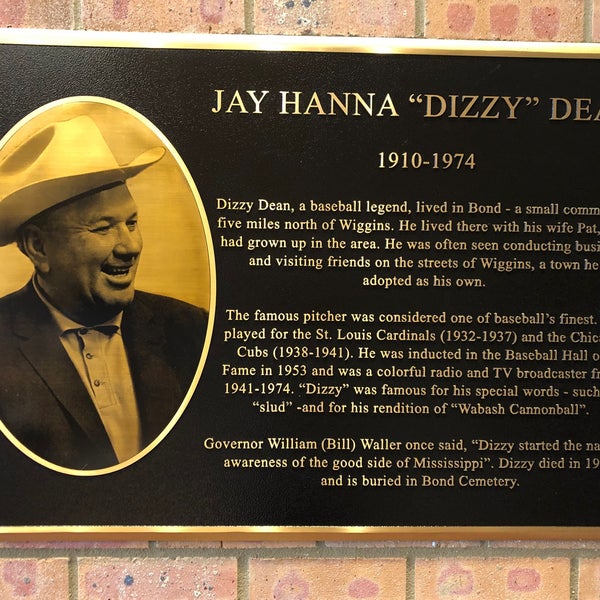 JAY HANNA “DIZZY” DEA
1910-1974
Dizzy Dean, a baseball legend, lived in Bond - a small comm
five miles north of Wiggins. He lived there with his wife Pat,
had grown up in the area. He was often seen conducting busi
and visiting friends on the streets of Wiggins, a town he
adopted as his own.
The famous pitcher was considered one of baseball’s finest.
played for the St. Louis Cardinals (1932-1937) and the Chica
Cubs (1938-1941). He was inducted in the Baseball Hall o
Fame in 1953 and was a colorful radio and TV broadcaster fr
1941-1974. “Dizzy” was famous for his special words - such
“slud” -and for his rendition of “Wabash Cannonball”.
Governor William (Bill) Waller once said, “Dizzy started the na
awareness of the good side of Mississippi”. Dizzy died in 19
and is buried in Bond Cemetery.